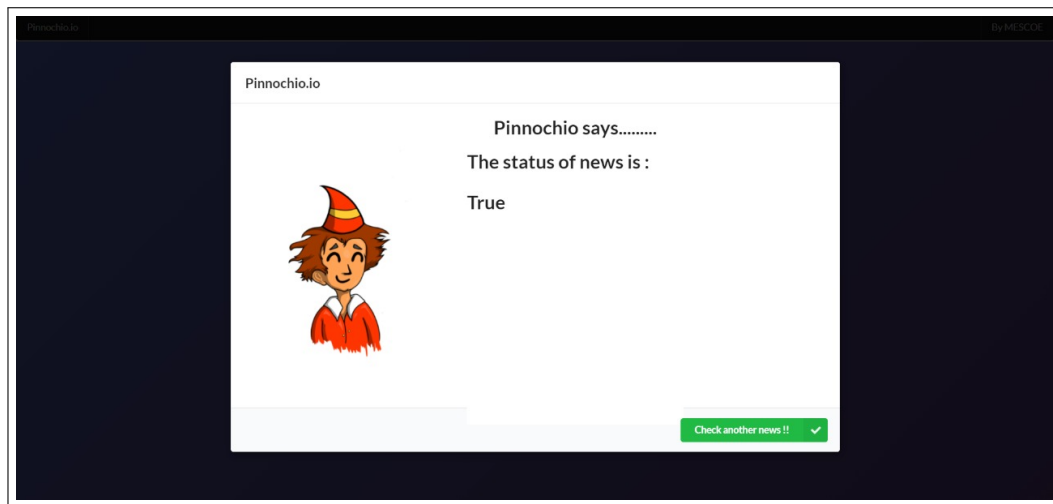 Pinnochio.io
By MESCOE
Pinnochio.io
Pinnochio says.........
The status of news is :
True
Check another news !!